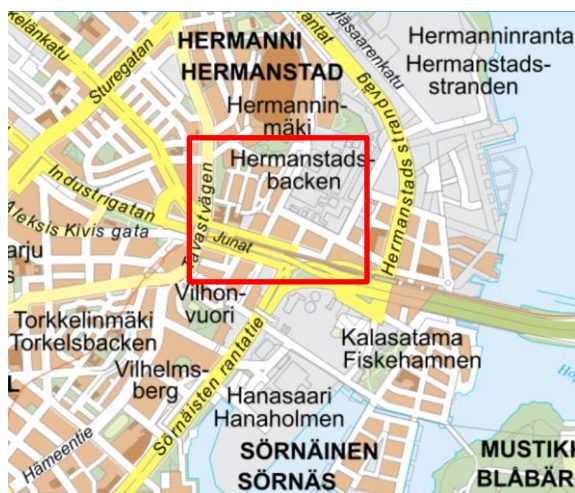 HERMANNI
HERMANSTAD
Hermannin-
mäki
Hermanstads-
backen
Hermanninranta
Hermanstads-
stranden
Sturegatan
Industrigatan
Aleksis Kivis gata
Junat
Hermanstads strandväg
Vilhon-
vuori
Torkkelinmäki
Torkelsbacken
Vilhelms-
berg
Sörnäisten rantatie
Hämeentie
Kalasatama
Fiskehamnen
Hanasaari
Hanaholmen
SÖRNÄINEN
SÖRNÄS
MUSTIKK
BLÅBÄR